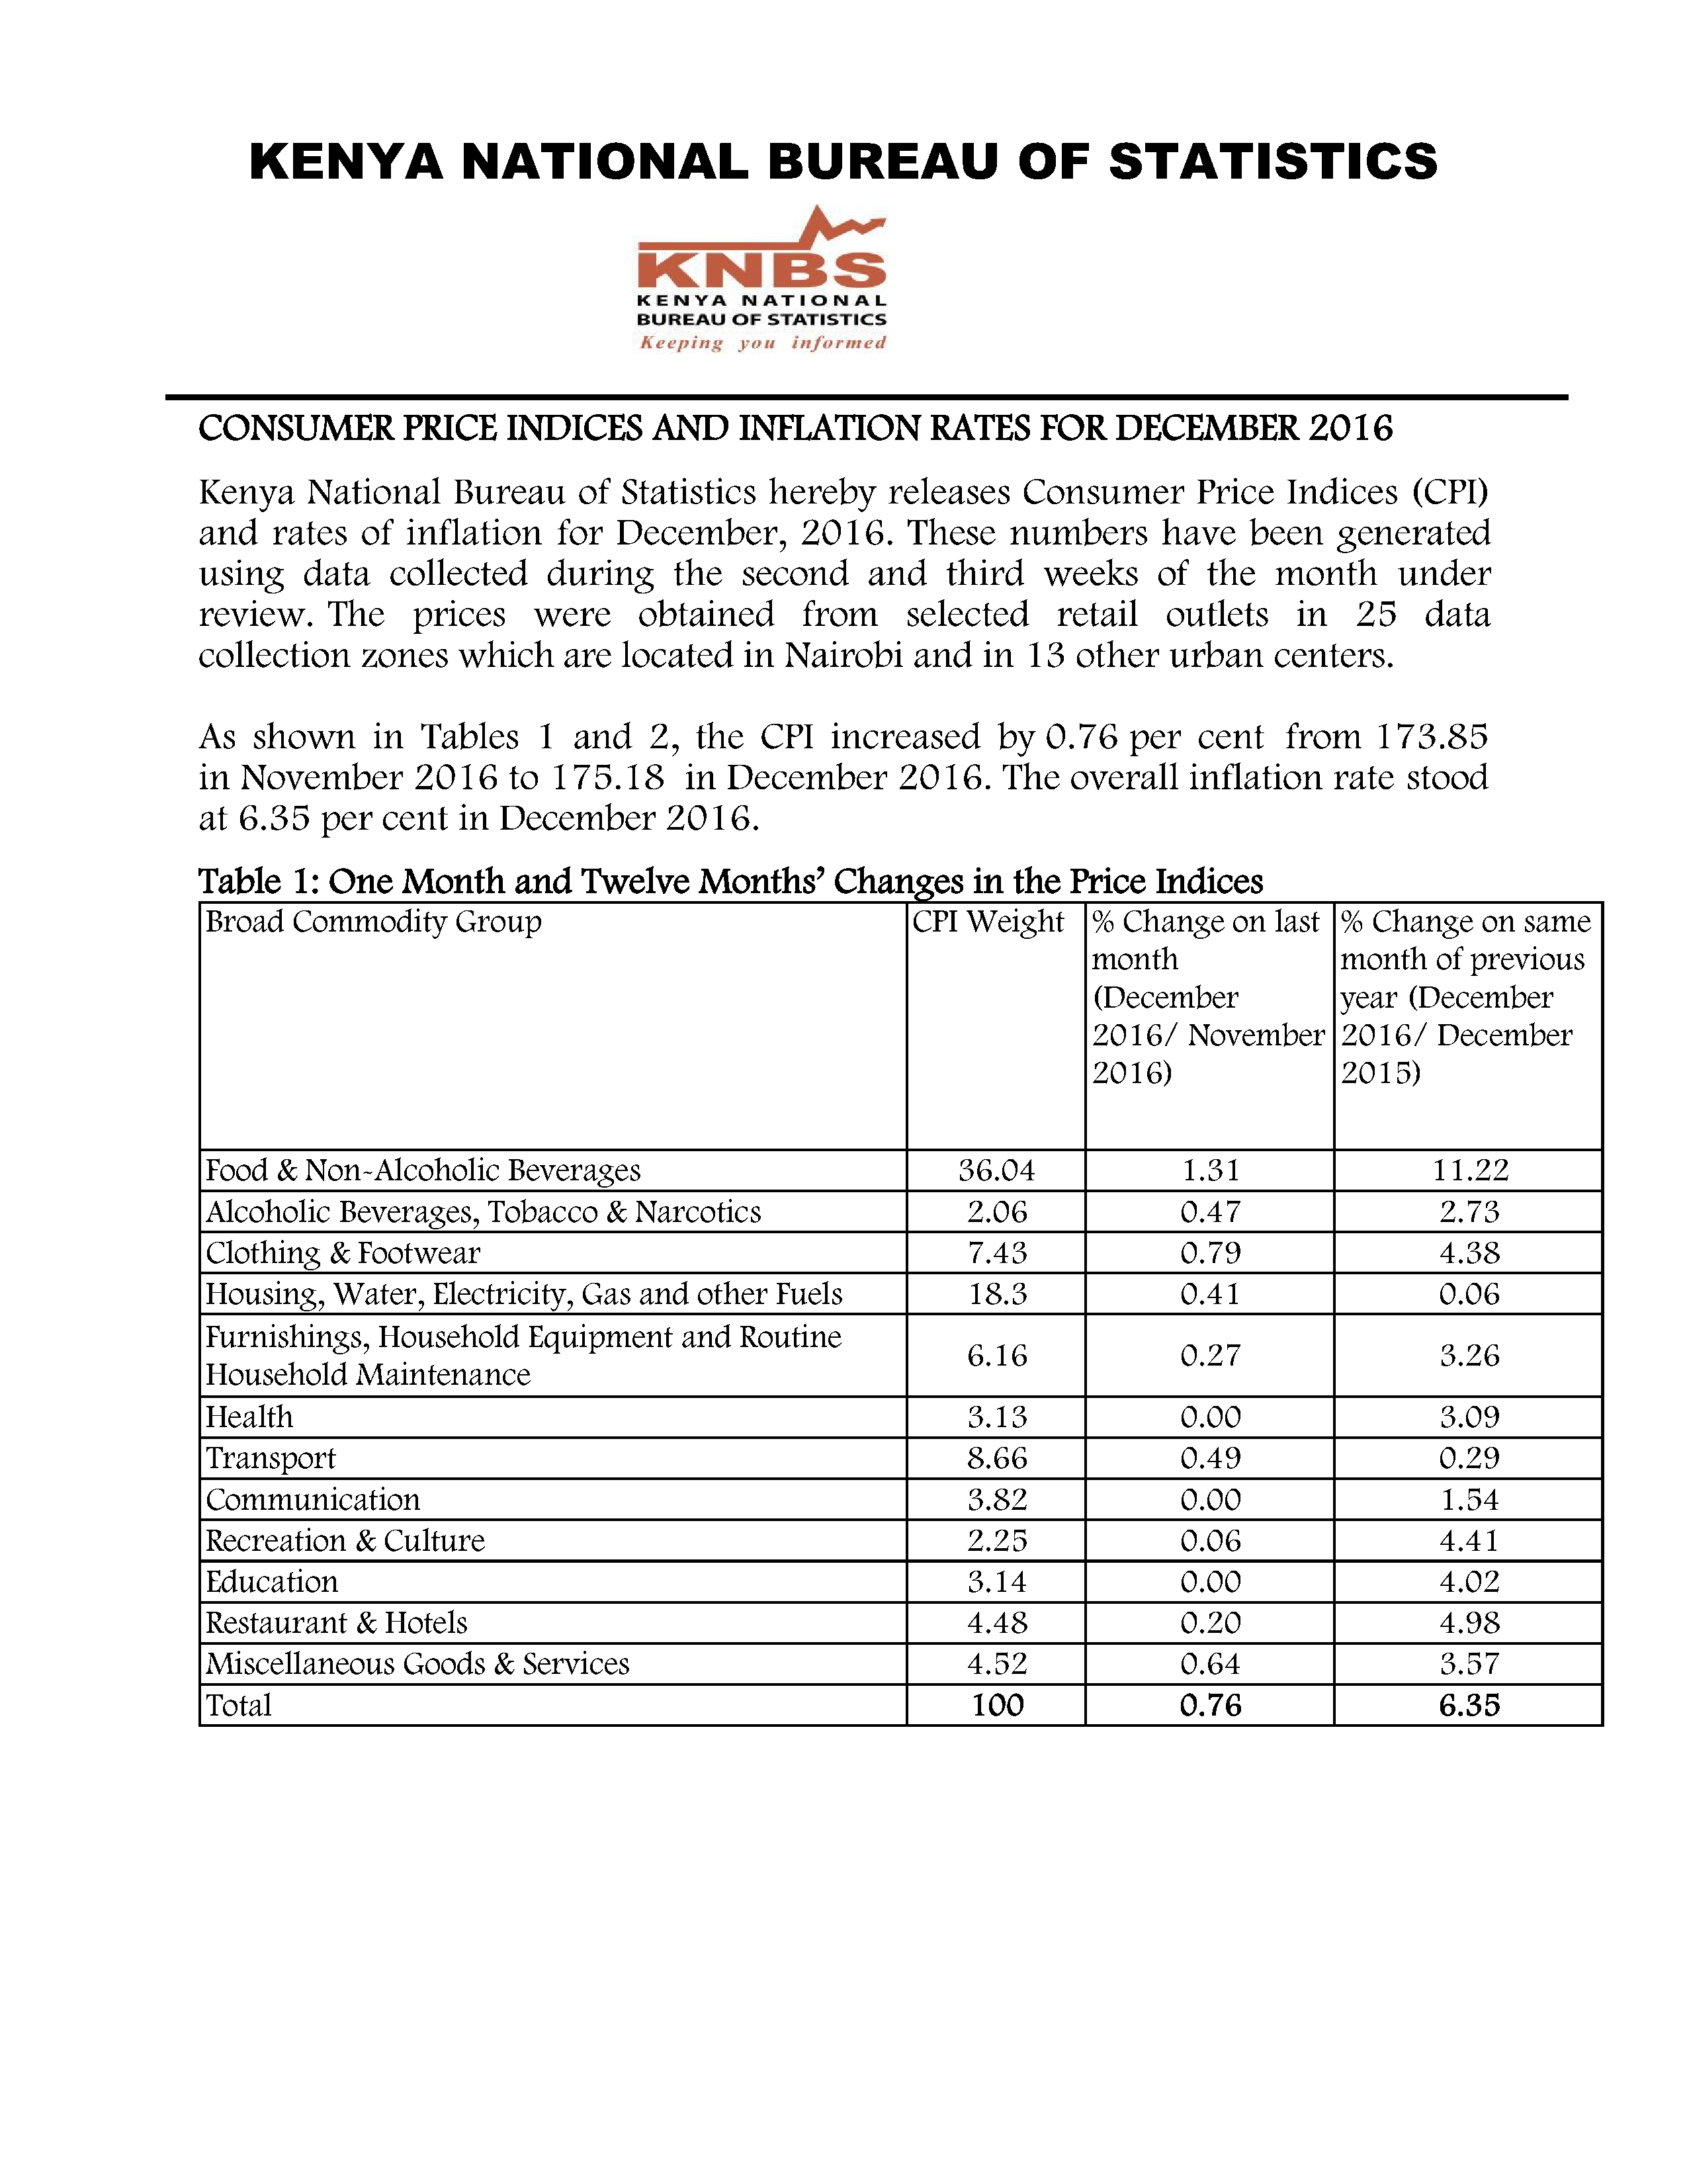 KENYA NATIONAL BUREAU OF STATISTICS
KNBS
KENYA NATIONAL
BUREAU OF STATISTICS
Keeping you informed
CONSUMER PRICE INDICES AND INFLATION RATES FOR DECEMBER 2016
Kenya National Bureau of Statistics hereby releases Consumer Price Indices (CPI)
and rates of inflation for December, 2016. These numbers have been generated
using data collected during the second and third weeks of the month under
review. The prices were obtained from selected retail outlets in 25 data
collection zones which are located in Nairobi and in 13 other urban centers.
As shown in Tables 1 and 2, the CPI increased by 0.76 per cent from 173.85
in November 2016 to 175.18 in December 2016. The overall inflation rate stood
at 6.35 per cent in December 2016.
Table 1: One Month and Twelve Months’ Changes in the Price Indices
Broad Commodity Group CPI Weight % Change on last % Change on same
month month of previous
(December year (December
2016/ November 2016/ December
2016) 2015)
Food & Non-Alcoholic Beverages 36.04 1.31 11.22
Alcoholic Beverages, Tobacco & Narcotics 2.06 0.47 2.73
Clothing & Footwear 7.43 0.79 4.38
Housing, Water, Electricity, Gas and other Fuels 18.3 0.41 0.06
Furnishings, Household Equipment and Routine
Household Maintenance 6.16 0.27 3.26
Health 3.13 0.00 3.09
Transport 8.66 0.49 0.29
Communication 3.82 0.00 1.54
Recreation & Culture 2.25 0.06 4.41
Education 3.14 0.00 4.02
Restaurant & Hotels 4.48 0.20 4.98
Miscellaneous Goods & Services 4.52 0.64 3.57
Total 100 0.76 6.35